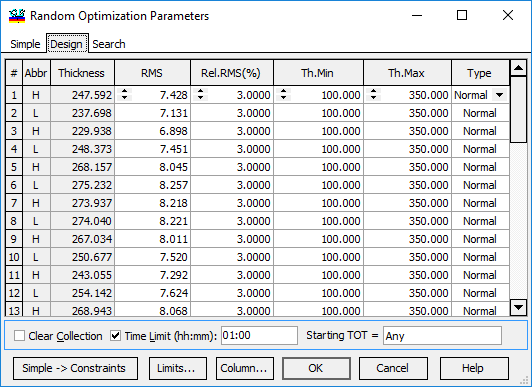 Random Optimization Parameters
Simple Design Search
# Abbr Thickness RMS Rel.RMS(%) Th.Min Th.Max Type
1 H 247.592 7.428 3.0000 100.000 350.000 Normal
2 L 237.698 7.131 3.0000 100.000 350.000 Normal
3 H 229.938 6.898 3.0000 100.000 350.000 Normal
4 L 248.373 7.451 3.0000 100.000 350.000 Normal
5 H 268.157 8.045 3.0000 100.000 350.000 Normal
6 L 275.232 8.257 3.0000 100.000 350.000 Normal
7 H 273.937 8.218 3.0000 100.000 350.000 Normal
8 L 274.040 8.221 3.0000 100.000 350.000 Normal
9 H 267.034 8.011 3.0000 100.000 350.000 Normal
10 L 250.677 7.520 3.0000 100.000 350.000 Normal
11 H 243.055 7.292 3.0000 100.000 350.000 Normal
12 L 254.142 7.624 3.0000 100.000 350.000 Normal
13 H 268.943 8.068 3.0000 100.000 350.000 Normal
Clear Collection Time Limit (hh:mm): 01:00 Starting TOT = Any
Simple -> Constraints Limits... Column... OK Cancel Help